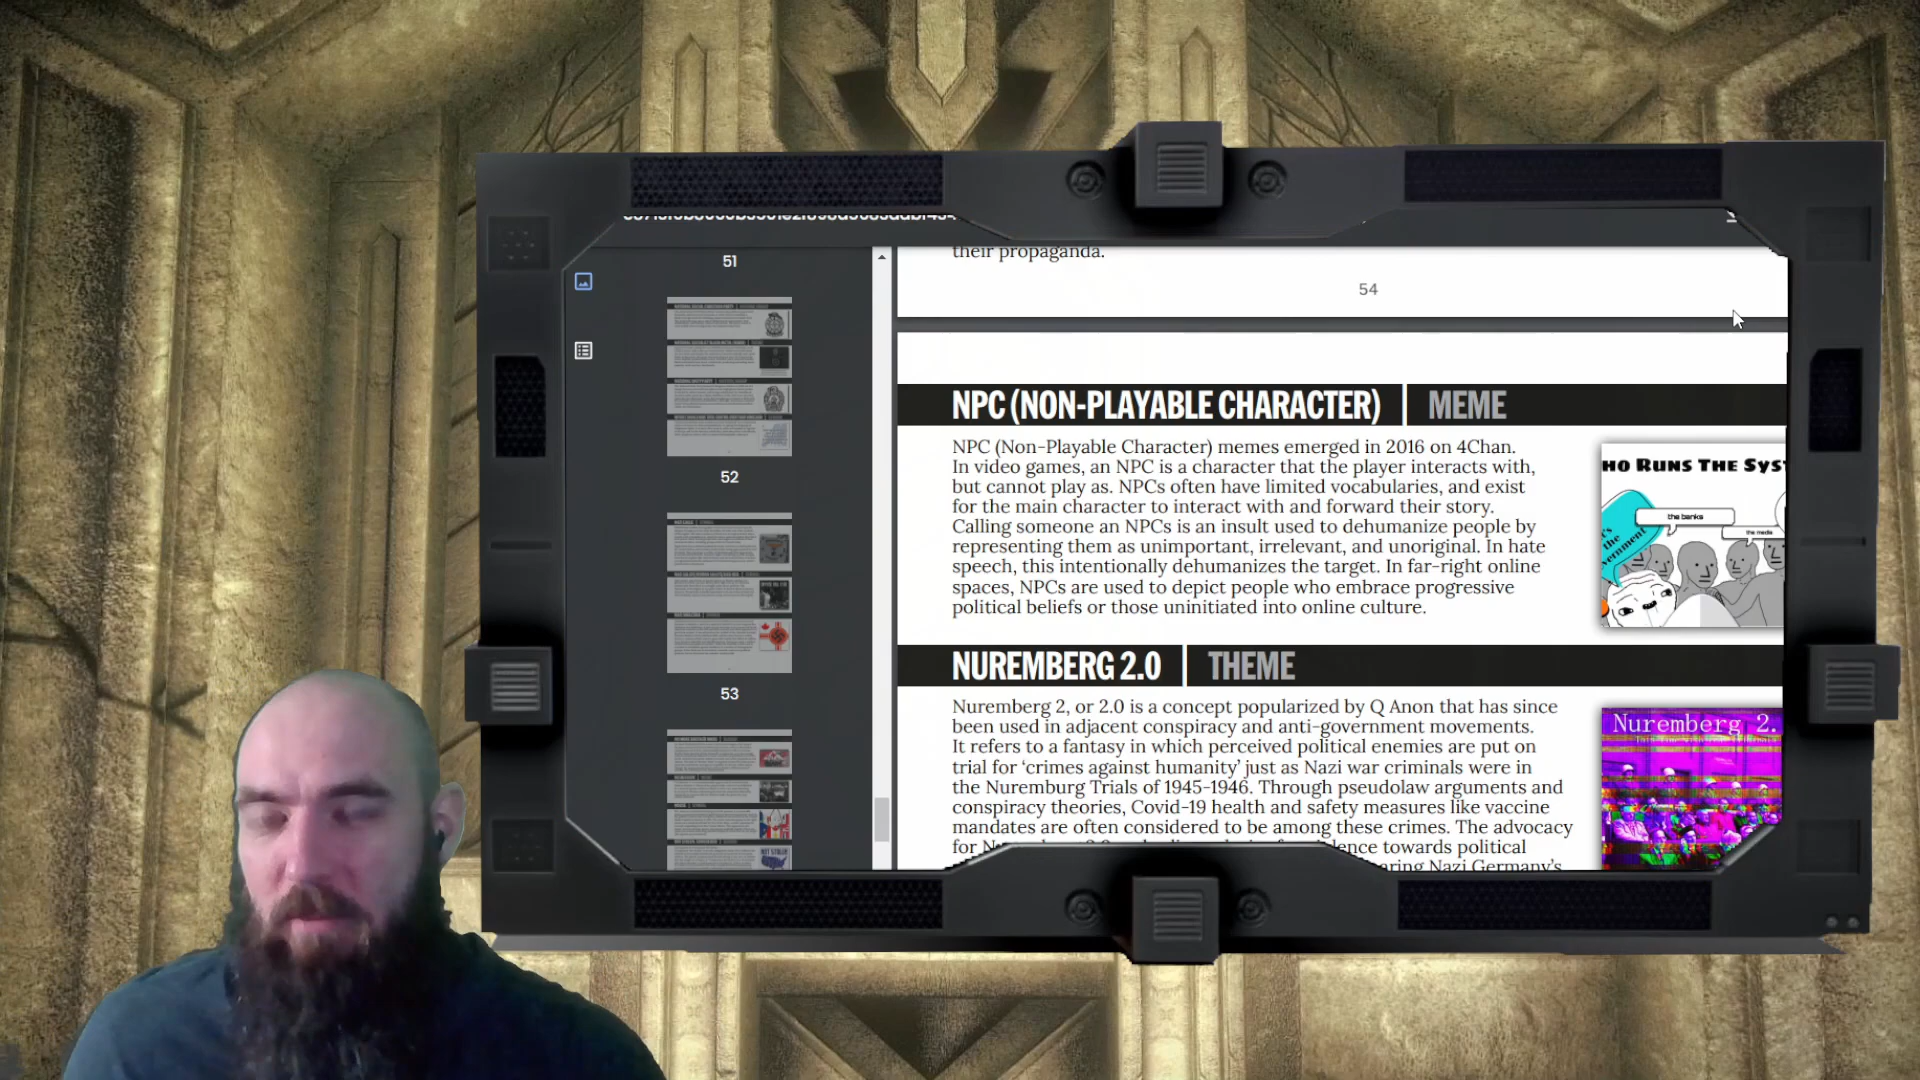 51
52
53
their propaganda.
54
NPC (NON-PLAYABLE CHARACTER) | MEME
NPC (Non-Playable Character) memes emerged in 2016 on 4Chan.
In video games, an NPC is a character that the player interacts with,
but cannot play as. NPCs often have limited vocabularies, and exist
for the main character to interact with and forward their story.
Calling someone an NPCs is an insult used to dehumanize people by
representing them as unimportant, irrelevant, and unoriginal. In hate
speech, this intentionally dehumanizes the target. In far-right online
spaces, NPCs are used to depict people who embrace progressive
political beliefs or those uninitiated into online culture.
HO RUNS THE SYS
the banks
the media
the
NUREMBERG 2.0 | THEME
Nuremberg 2, or 2.0 is a concept popularized by Q Anon that has since
been used in adjacent conspiracy and anti-government movements.
It refers to a fantasy in which perceived political enemies are put on
trial for ‘crimes against humanity’ just as Nazi war criminals were in
the Nuremburg Trials of 1945-1946. Through pseudolaw arguments and
conspiracy theories, Covid-19 health and safety measures like vaccine
mandates are often considered to be among these crimes. The advocacy
for
towards political
Nazi Germany’s
Nuremberg 2.